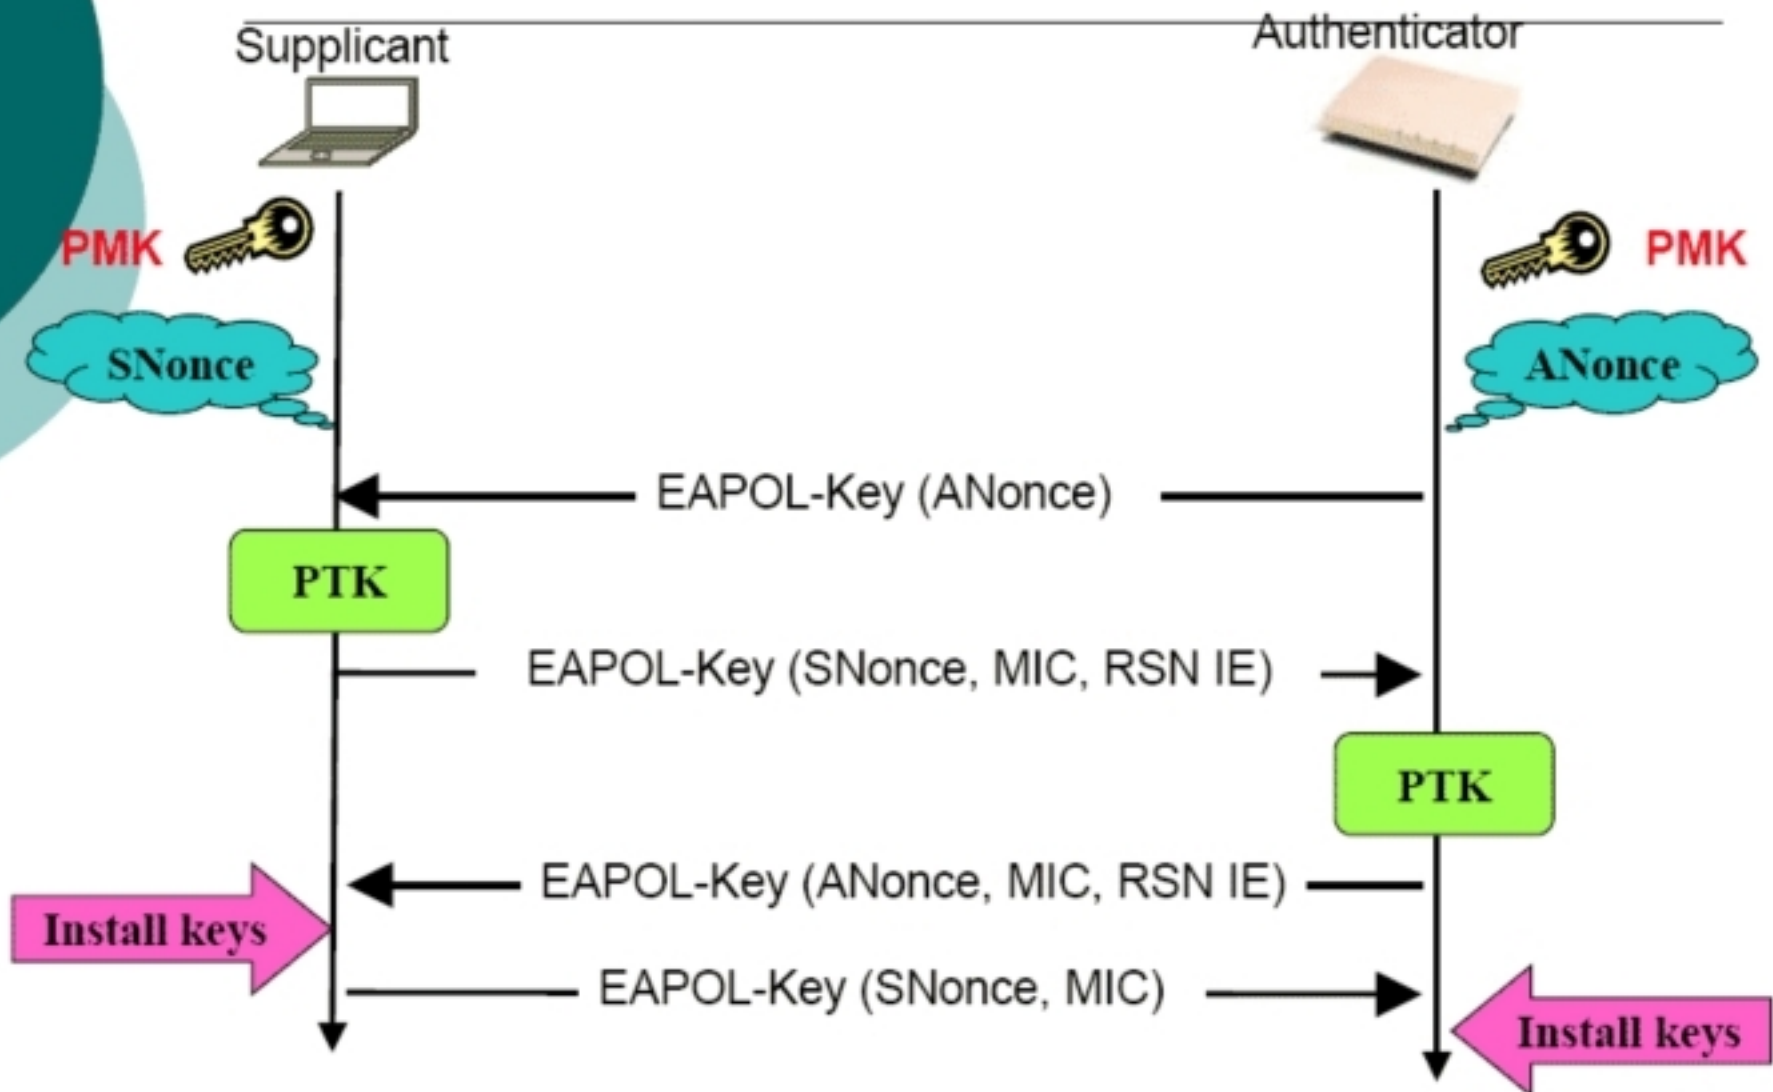 Supplicant
Authenticator
PMK
PMK
SNonce
ANonce
EAPOL-Key (ANonce)
PTK
EAPOL-Key (SNonce, MIC, RSN IE)
PTK
EAPOL-Key (ANonce, MIC, RSN IE)
Install keys
EAPOL-Key (SNonce, MIC)
Install keys